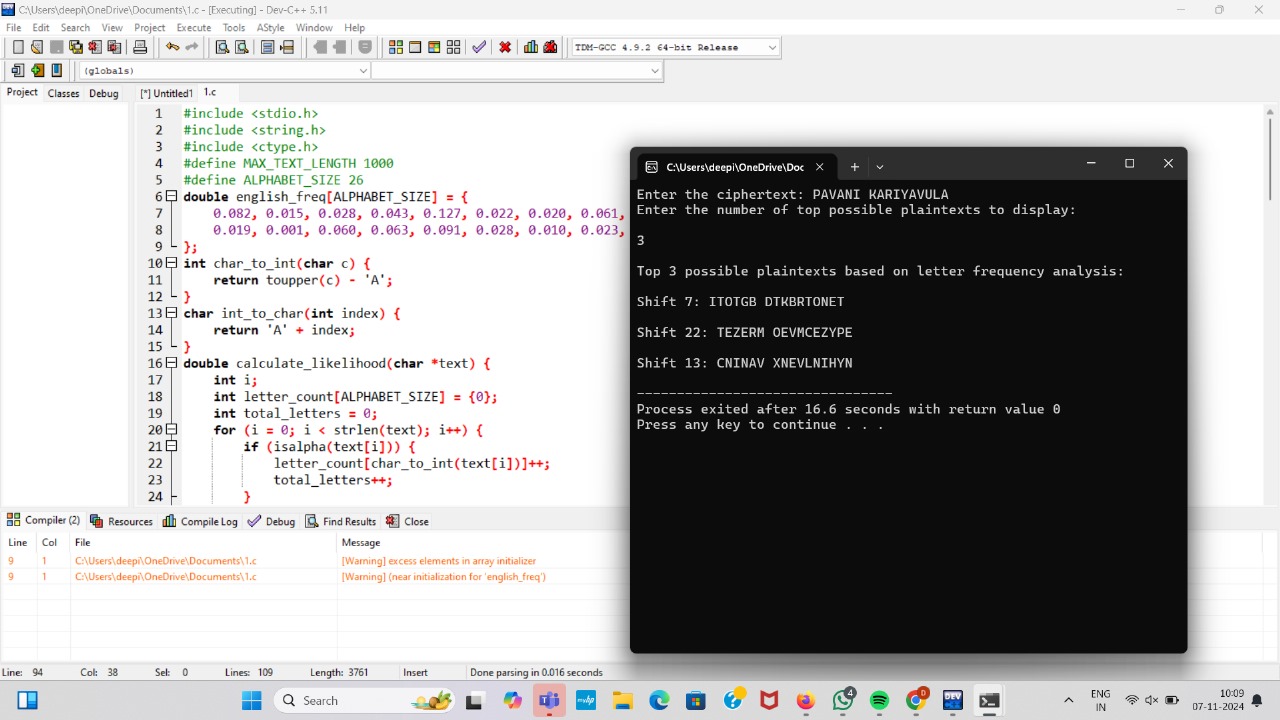 C:\Users\deepi\OneDrive\Documents\1.c - [Executing] - Dev-C++ 5.11
File Edit Search View Project Execute Tools AStyle Window Help
TDM-GCC 4.9.2 64-bit Release
(globals)
Project Classes Debug [*] Untitled1 1.c
1 #include <stdio.h>
2 #include <string.h>
3 #include <ctype.h>
4 #define MAX_TEXT_LENGTH 1000
5 #define ALPHABET_SIZE 26
6 double english_freq[ALPHABET_SIZE] = {
7 0.082, 0.015, 0.028, 0.043, 0.127, 0.022, 0.020, 0.061,
8 0.019, 0.001, 0.060, 0.063, 0.091, 0.028, 0.010, 0.023,
9 };
10 int char_to_int(char c) {
11 return toupper(c) - 'A';
12 }
13 char int_to_char(int index) {
14 return 'A' + index;
15 }
16 double calculate_likelihood(char *text) {
17 int i;
18 int letter_count[ALPHABET_SIZE] = {0};
19 int total_letters = 0;
20 for (i = 0; i < strlen(text); i++) {
21 if (isalpha(text[i])) {
22 letter_count[char_to_int(text[i])]++;
23 total_letters++;
24 }
C:\Users\deepi\OneDrive\Doc
Enter the ciphertext: PAVANI KARIYAVULA
Enter the number of top possible plaintexts to display:
3
Top 3 possible plaintexts based on letter frequency analysis:
Shift 7: ITOTGB DTKBRTONET
Shift 22: TEZERM OEVMCEZYPE
Shift 13: CNINAV XNEVLNIHYN
--------------------------------
Process exited after 16.6 seconds with return value 0
Press any key to continue . . .
Compiler (2) Resources Compile Log Debug Find Results Close
Line Col File Message
9 1 C:\Users\deepi\OneDrive\Documents\1.c [Warning] excess elements in array initializer
9 1 C:\Users\deepi\OneDrive\Documents\1.c [Warning] (near initialization for 'english_freq')
Line: 94 Col: 38 Sel: 0 Lines: 109 Length: 3761 Insert Done parsing in 0.016 seconds
Search
myhp
4
0
DEV
ENG
IN
10:09
07-11-2024